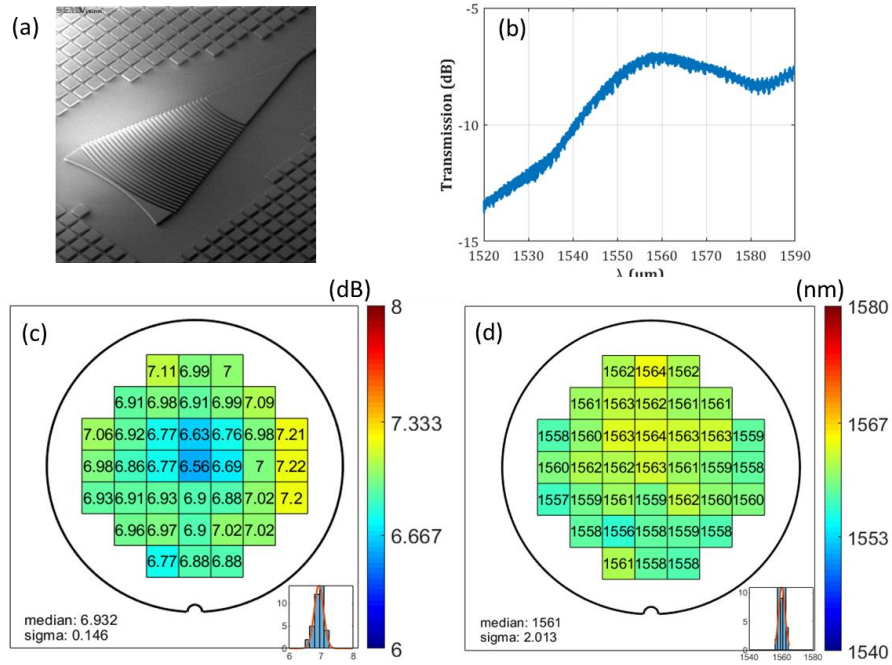 SEMVision
(a)
(b)
Transmission (dB)
-5
-10
-15
1520 1530 1540 1550 1560 1570 1580 1590
λ (μm)
(c)
(dB)
7.11 6.99 7
6.91 6.98 6.91 6.99 7.09
7.06 6.92 6.77 6.63 6.76 6.98 7.21
6.98 6.86 6.77 6.56 6.69 7 7.22
6.93 6.91 6.93 6.9 6.88 7.02 7.2
6.96 6.97 6.9 7.02 7.02
6.77 6.88 6.88
median: 6.932
sigma: 0.146
10
5
0
6 7 8
8
7.333
6.667
6
(d)
(nm)
1562 1564 1562
1561 1563 1562 1561 1561
1558 1560 1563 1564 1563 1563 1559
1560 1562 1562 1563 1561 1559 1558
1557 1559 1561 1559 1562 1560 1560
1558 1556 1558 1559 1558
1561 1558 1558
median: 1561
sigma: 2.013
10
5
0
1540 1560 1580
1580
1567
1553
1540